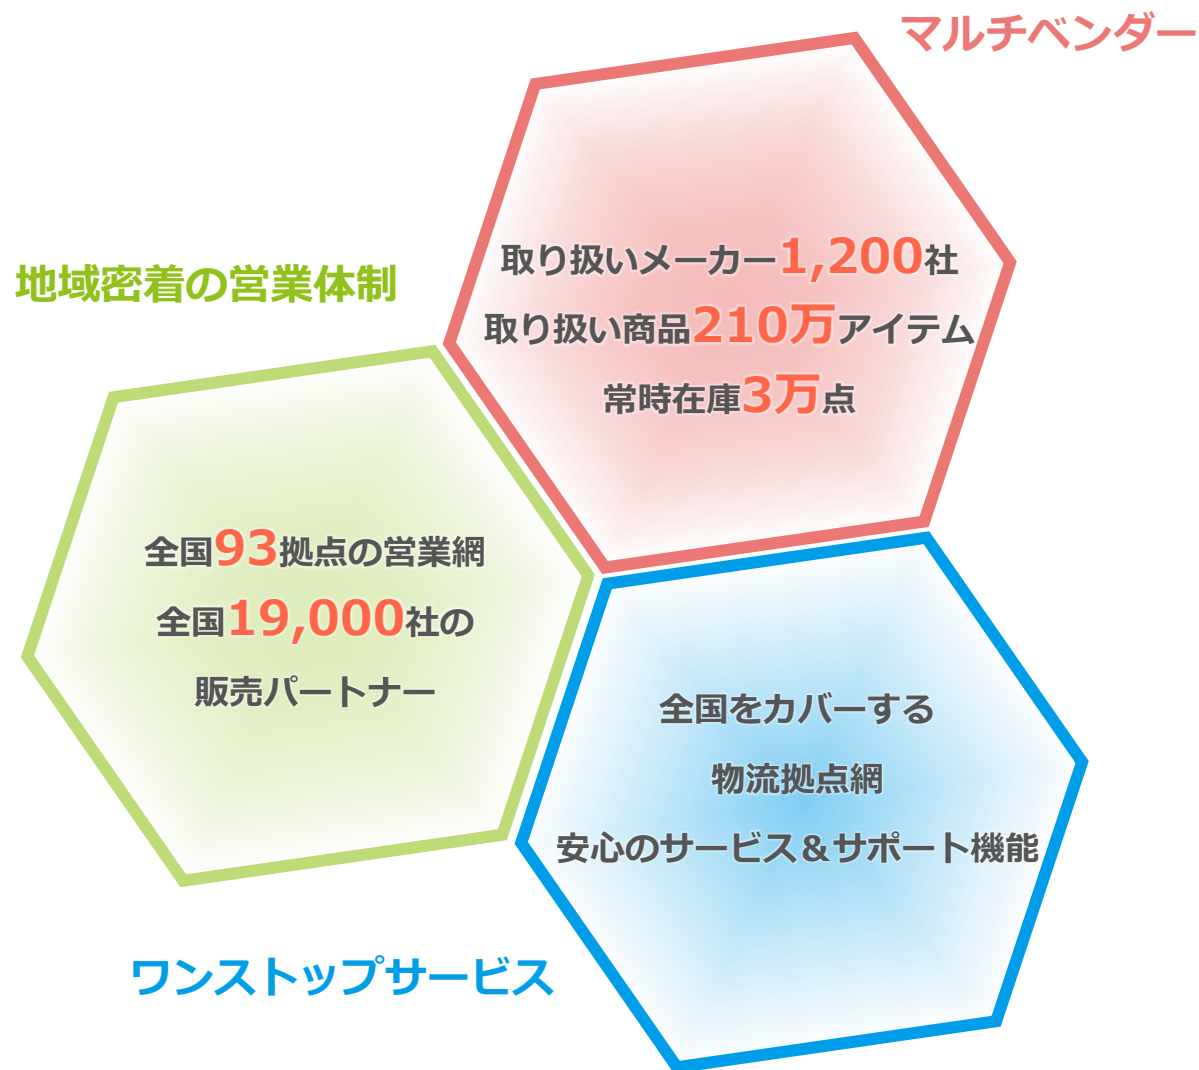 マルチベンダー
取り扱いメーカー1,200社
取り扱い商品210万アイテム
常時在庫3万点
地域密着の営業体制
全国93拠点の営業網
全国19,000社の
販売パートナー
全国をカバーする
物流拠点網
安心のサービス＆サポート機能
ワンストップサービス